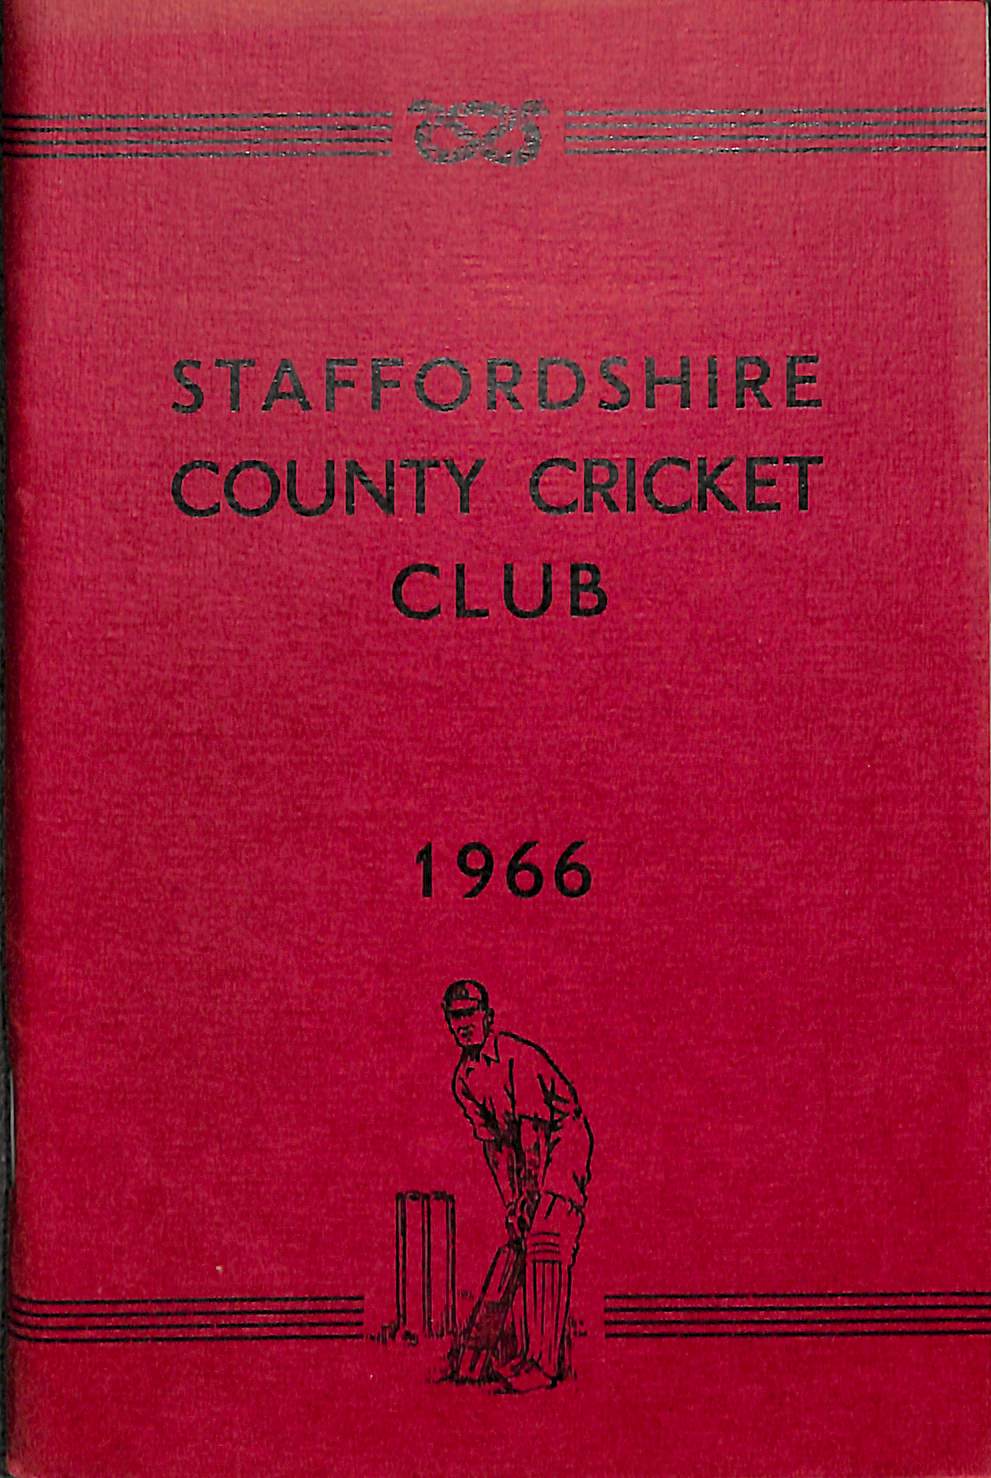 STAFFORDSHIRE
COUNTY CRICKET
CLUB
1966